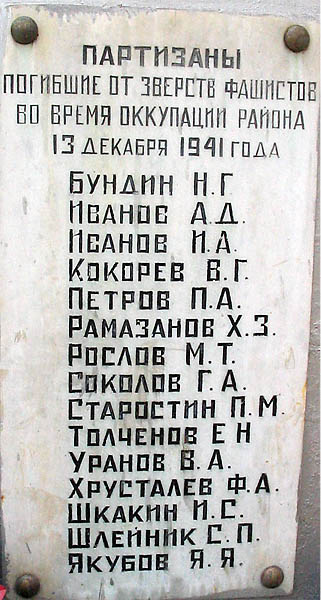 ПАРТИЗАНЫ
ПОГИБШИЕ ОТ ЗВЕРСТВ ФАШИСТОВ
ВО ВРЕМЯ ОККУПАЦИИ РАЙОНА
13 ДЕКАБРЯ 1941 ГОДА
БУНДИН Н.Г
ИВАНОВ А.Д.
ИВАНОВ И.А.
КОКОРЕВ В.Г.
ПЕТРОВ П.А.
РАМАЗАНОВ Х.З.
РОСЛОВ М.Т.
СОКОЛОВ Г.А.
СТАРОСТИН П.М.
ТОЛЧЕНОВ Е Н
УРАНОВ В.А.
ХРУСТАЛЕВ Ф.А.
ШКАКИН И.С.
ШЛЕЙНИК С.П.
ЯКУБОВ Я.Я.